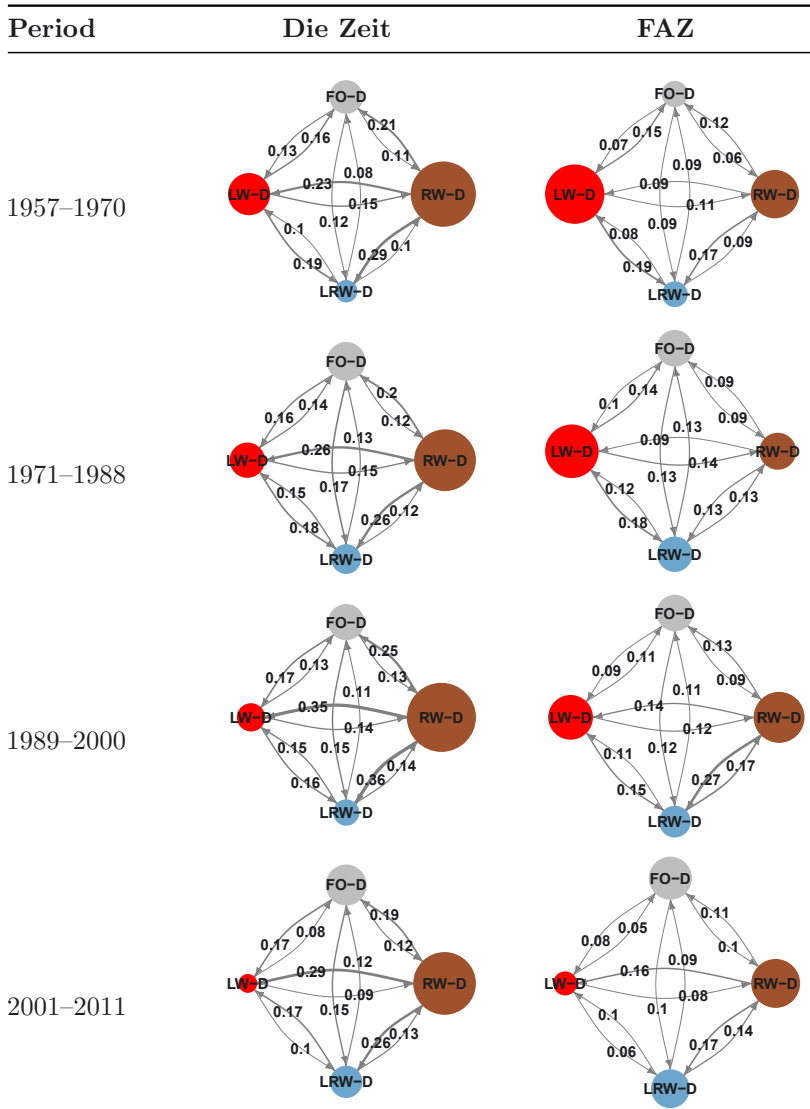 Period Die Zeit FAZ
FO−D FO−D
0.21 0.12
0.13 0.16 0.11 0.07 0.15 0.06
0.08 0.09
LW−D 0.23 RW−D LW−D 0.09 RW−D
1957–1970
0.15 0.11
0.12 0.09
0.1 0.1 0.08 0.09
0.19 0.29 0.19 0.17
LRW−D LRW−D
FO−D FO−D
0.2 0.09
0.16 0.14 0.12 0.1 0.14 0.09
0.26 0.13 0.09 0.13
LW−D RW−D LW−D RW−D
1971–1988
0.15 0.14
0.15 0.17 0.12 0.13
0.18 0.26 0.12 0.18 0.13 0.13
LRW−D LRW−D
FO−D FO−D
0.25 0.13
0.17 0.13 0.13 0.09 0.11 0.09
0.35 0.11 0.14 0.11
LW−D RW−D LW−D RW−D
1989–2000
0.14 0.12
0.15 0.15 0.14 0.11 0.12 0.17
0.16 0.36 0.15 0.27
LRW−D LRW−D
FO−D FO−D
0.19 0.11
0.17 0.08 0.12 0.08 0.05 0.1
0.29 0.12 0.16 0.09
LW−D RW−D LW−D RW−D
2001–2011
0.09 0.08
0.17 0.15 0.13 0.1 0.1 0.14
0.1 0.26 0.06 0.17
LRW−D LRW−D